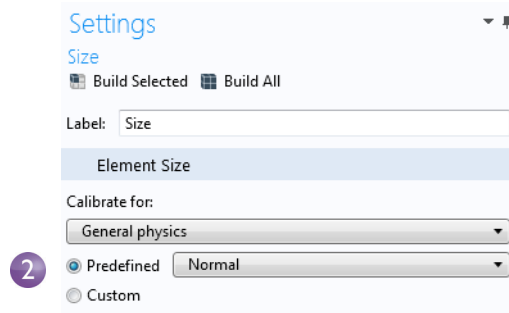 Settings
Size
Build Selected Build All
Label: Size
Element Size
Calibrate for:
General physics
2 Predefined Normal
Custom